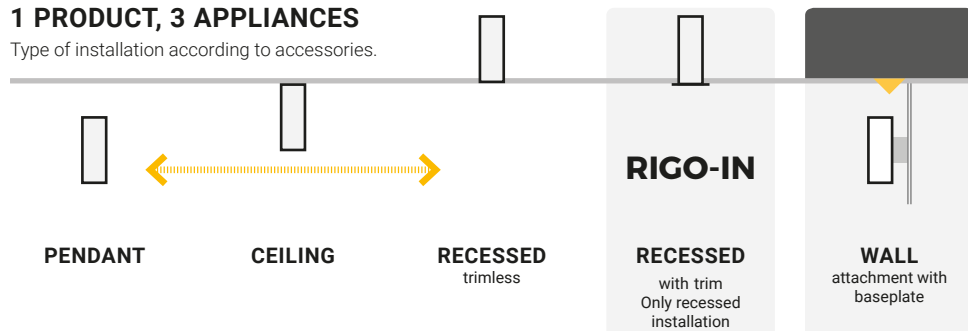 1 PRODUCT, 3 APPLIANCES
Type of installation according to accessories.
RIGO-IN
PENDANT
CEILING
RECESSED
trimless
RECESSED
with trim
Only recessed
installation
WALL
attachment with
baseplate